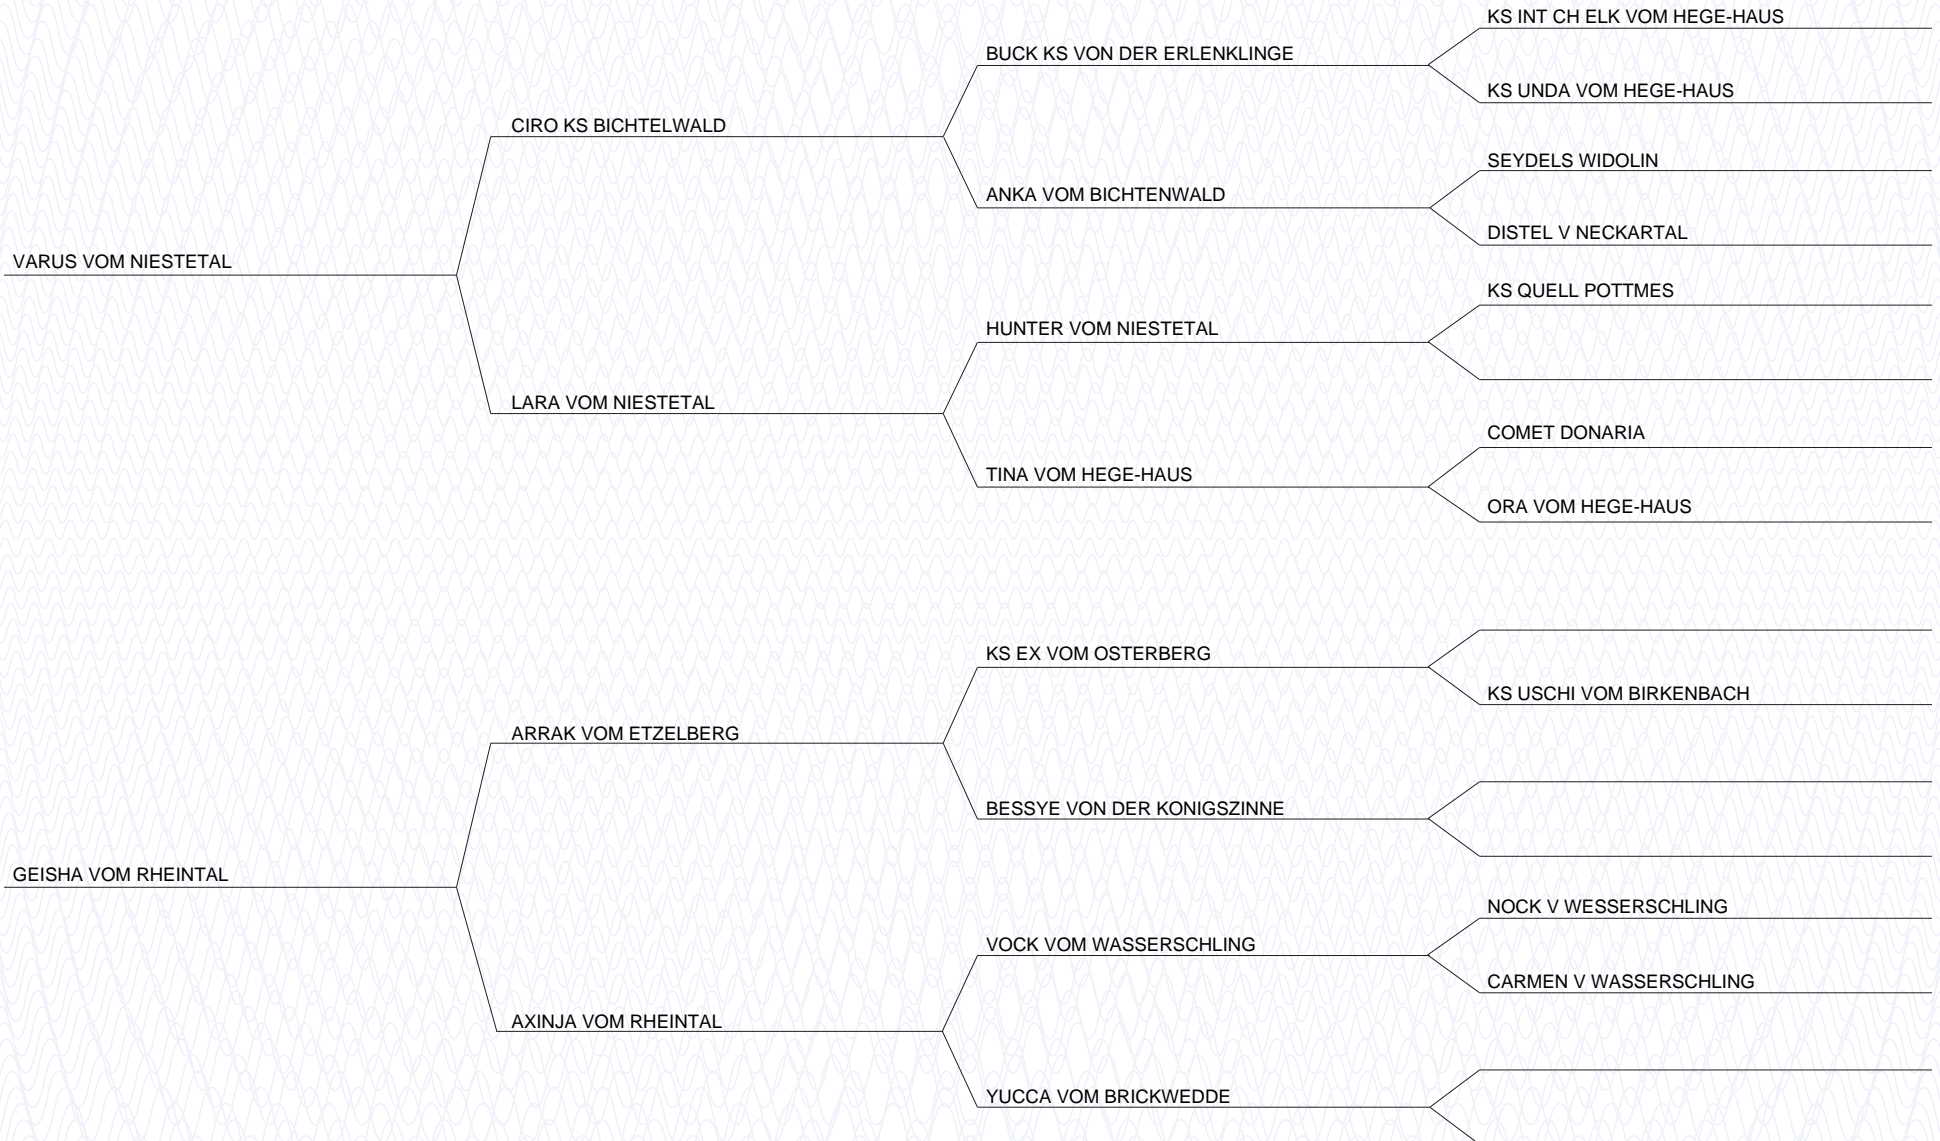 KS INT CH ELK VOM HEGE-HAUS
BUCK KS VON DER ERLENKLINGE
KS UNDA VOM HEGE-HAUS
CIRO KS BICHTELWALD
SEYDELS WIDOLIN
ANKA VOM BICHTENWALD
DISTEL V NECKARTAL
VARUS VOM NIESTETAL
KS QUELL POTTMES
HUNTER VOM NIESTETAL
LARA VOM NIESTETAL
COMET DONARIA
TINA VOM HEGE-HAUS
ORA VOM HEGE-HAUS
KS EX VOM OSTERBERG
KS USCHI VOM BIRKENBACH
ARRAK VOM ETZELBERG
BESSYE VON DER KONIGSZINNE
GEISHA VOM RHEINTAL
NOCK V WESSERSCHLING
VOCK VOM WASSERSCHLING
CARMEN V WASSERSCHLING
AXINJA VOM RHEINTAL
YUCCA VOM BRICKWEDDE